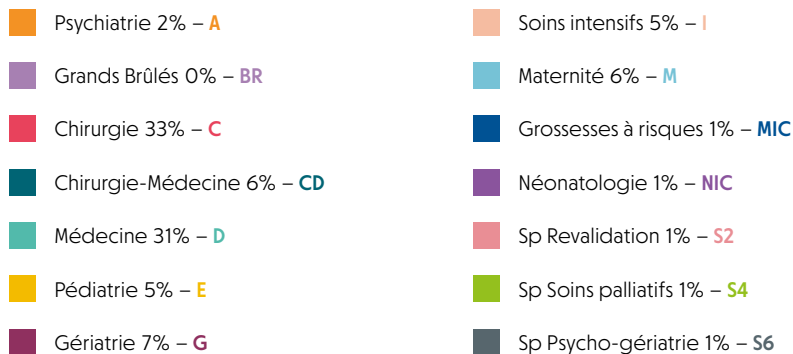 Psychiatrie 2% – A
Grands Brûlés 0% – BR
Chirurgie 33% – C
Chirurgie-Médecine 6% – CD
Médecine 31% – D
Pédiatrie 5% – E
Gériatrie 7% – G
Soins intensifs 5% – I
Maternité 6% – M
Grossesses à risques 1% – MIC
Néonatologie 1% – NIC
Sp Revalidation 1% – S2
Sp Soins palliatifs 1% – S4
Sp Psycho-gériatrie 1% – S6